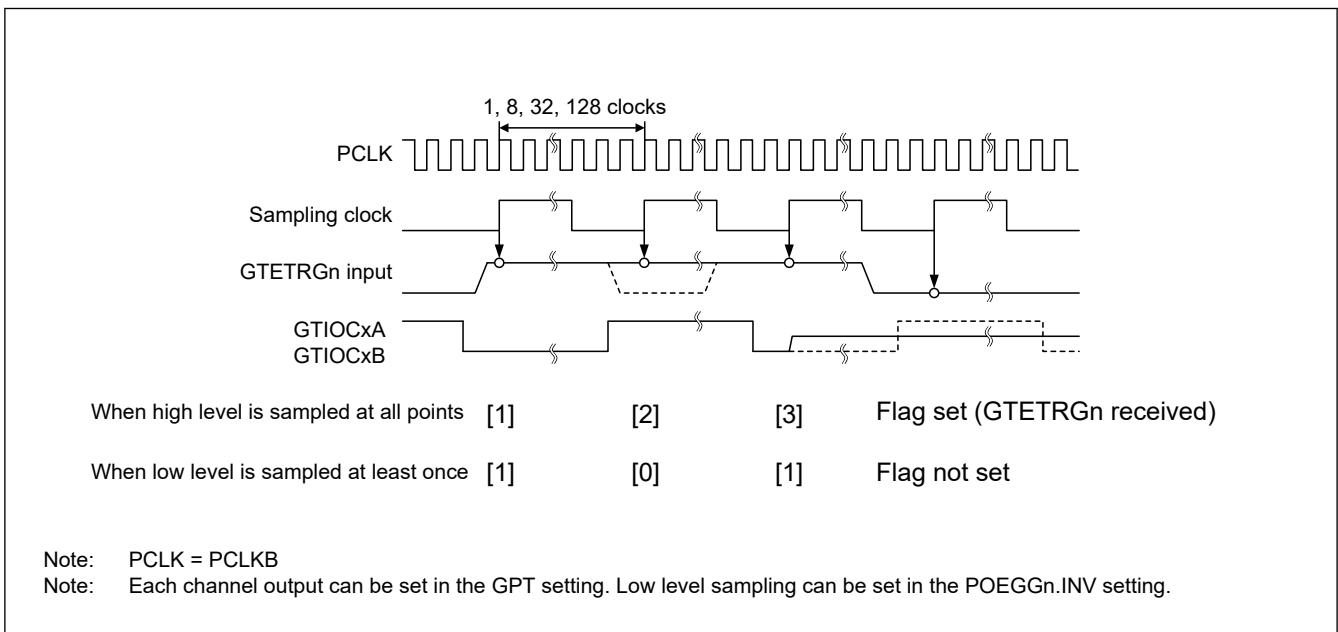 1, 8, 32, 128 clocks
PCLK
Sampling clock
GTETRGn input
GTIOCxA
GTIOCxB
When high level is sampled at all points [1] [2] [3] Flag set (GTETRGn received)
When low level is sampled at least once [1] [0] [1] Flag not set
Note: PCLK = PCLKB
Note: Each channel output can be set in the GPT setting. Low level sampling can be set in the POEGGn.INV setting.